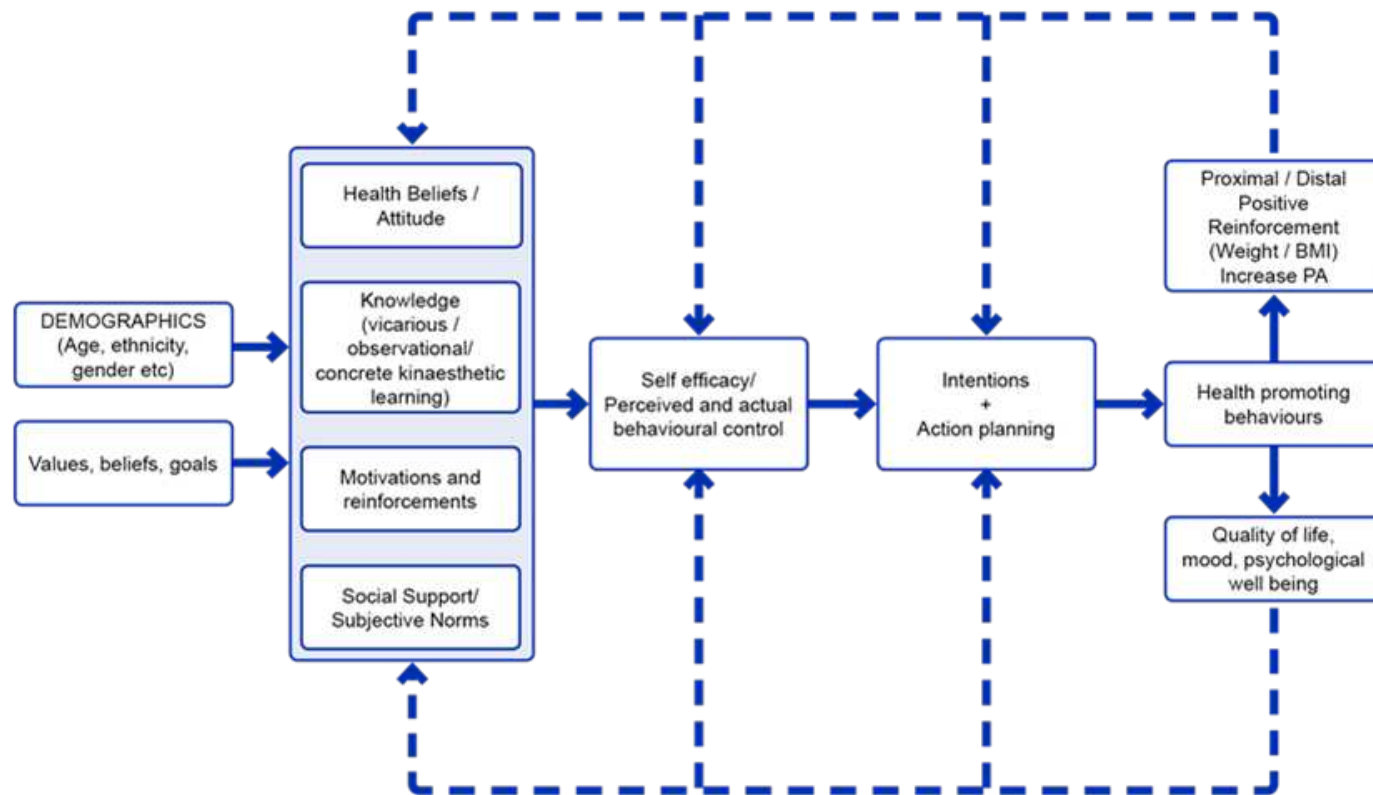 DEMOGRAPHICS
(Age, ethnicity,
gender etc)
Values, beliefs, goals
Health Beliefs /
Attitude
Knowledge
(vicarious /
observational/
concrete kinaesthetic
learning)
Motivations and
reinforcements
Social Support/
Subjective Norms
Self efficacy/
Perceived and actual
behavioural control
Intentions
+
Action planning
Proximal / Distal
Positive
Reinforcement
(Weight / BMI)
Increase PA
Health promoting
behaviours
Quality of life,
mood, psychological
well being